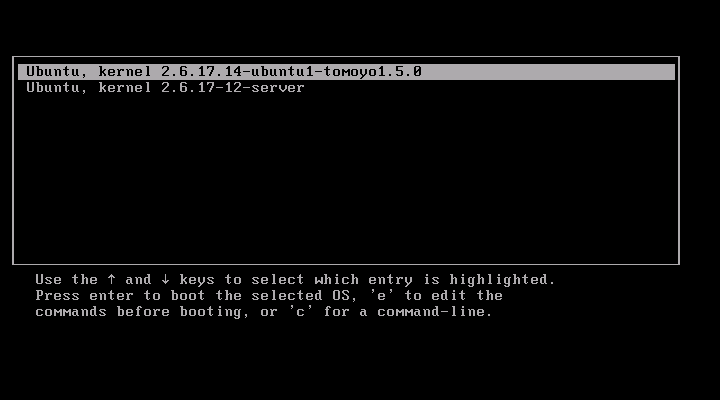 Ubuntu, kernel 2.6.17.14-ubuntu1-tomoyo1.5.0
Ubuntu, kernel 2.6.17-12-server
Use the ↑ and ↓ keys to select which entry is highlighted.
Press enter to boot the selected OS, 'e' to edit the
commands before booting, or 'c' for a command-line.